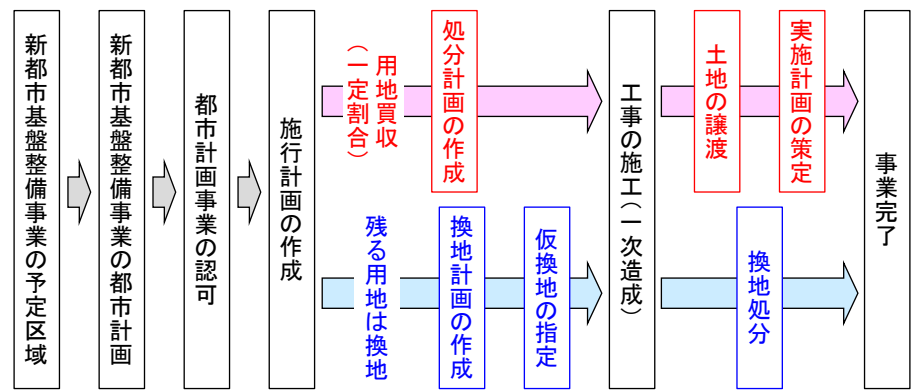 新都市基盤整備事業の予定区域
新都市基盤整備事業の都市計画
都市計画事業の認可
施行計画の作成
用地買収
(一定割合)
処分計画の作成
残る用地は換地
換地計画の作成
仮換地の指定
工事の施工(一次造成)
土地の譲渡
実施計画の策定
換地処分
事業完了